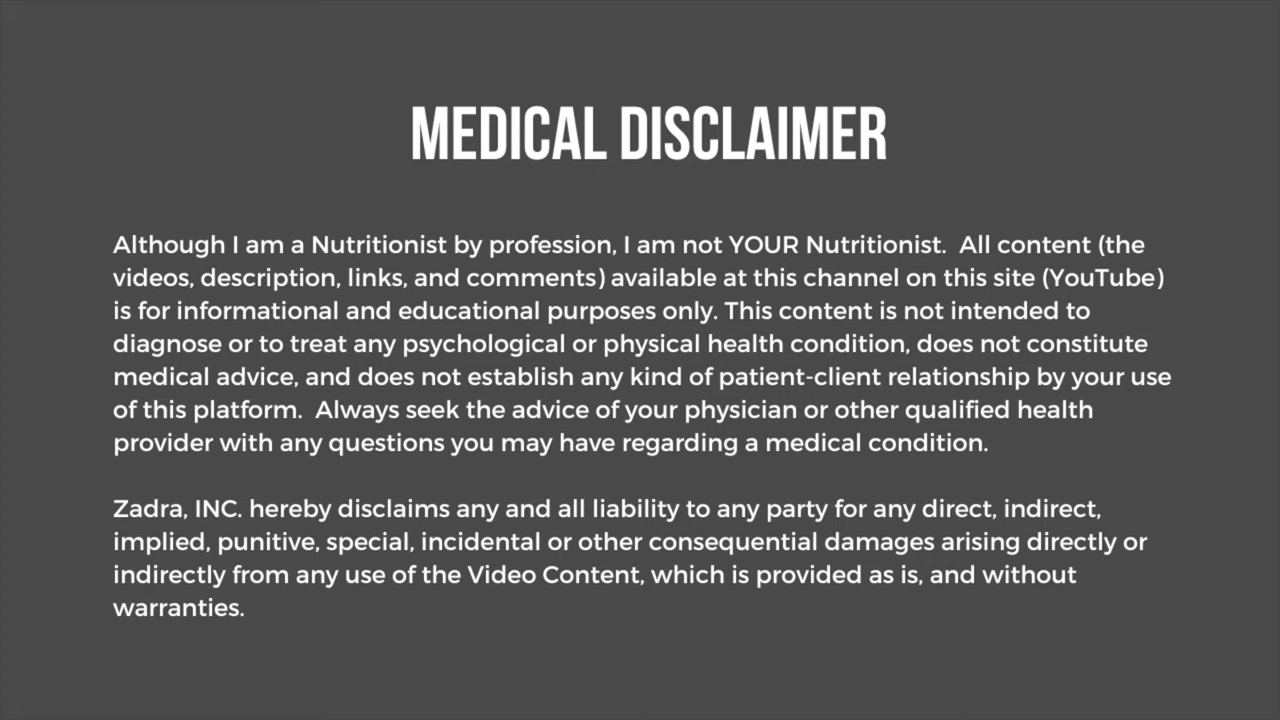 MEDICAL DISCLAIMER
Although I am a Nutritionist by profession, I am not YOUR Nutritionist.  All content (the
videos, description, links, and comments) available at this channel on this site (YouTube)
is for informational and educational purposes only. This content is not intended to
diagnose or to treat any psychological or physical health condition, does not constitute
medical advice, and does not establish any kind of patient-client relationship by your use
of this platform.  Always seek the advice of your physician or other qualified health
provider with any questions you may have regarding a medical condition.
Zadra, INC. hereby disclaims any and all liability to any party for any direct, indirect,
implied, punitive, special, incidental or other consequential damages arising directly or
indirectly from any use of the Video Content, which is provided as is, and without
warranties.